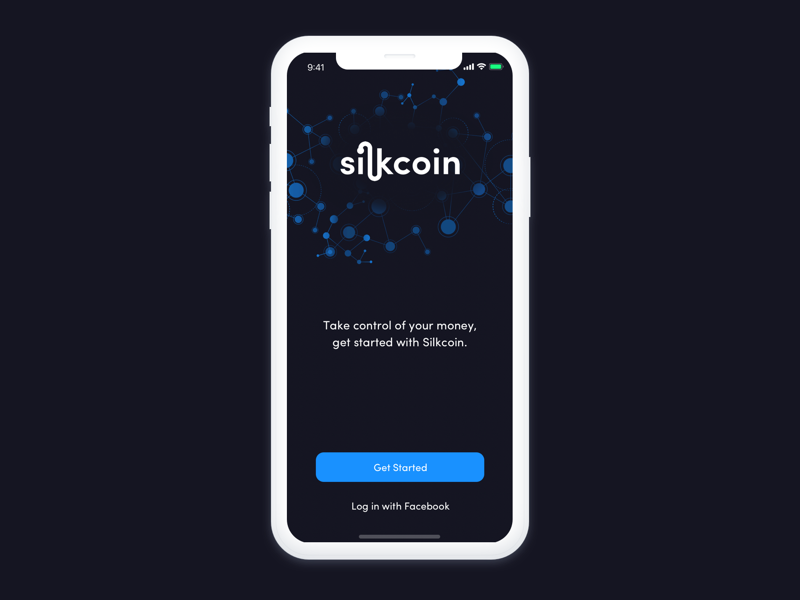 9:41
silkcoin
Take control of your money,
get started with Silkcoin.
Get Started
Log in with Facebook